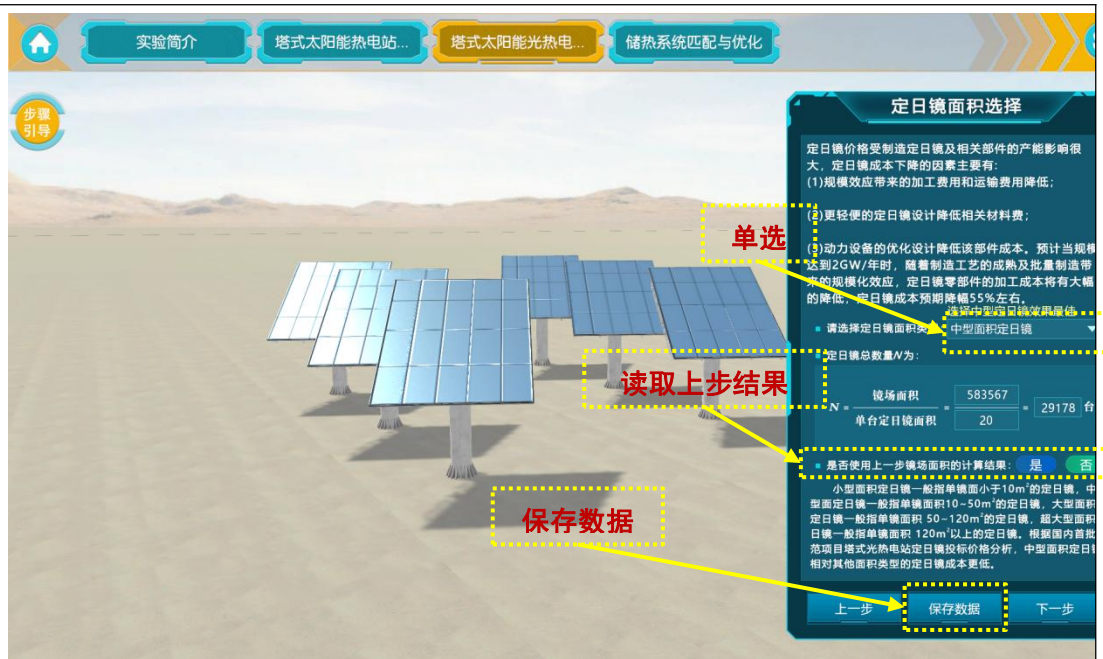 实验简介
塔式太阳能热电站...
塔式太阳能光热电...
储热系统匹配与优化
步骤
引导
定日镜面积选择
定日镜价格受制造定日镜及相关部件的产能影响很
大，定日镜成本下降的因素主要有：
(1)规模效应带来的加工费用和运输费用降低；
(2)更轻便的定日镜设计降低相关材料费；
单选
(3)动力设备的优化设计降低该部件成本。预计当规模
达到2GW/年时，随着制造工艺的成熟及批量制造带
来的规模化效应，定日镜零部件的加工成本将有大幅
的降低，定日镜成本预期降幅55%左右。
选择中型定日镜效果最佳
请选择定日镜面积类
中型面积定日镜
定日镜总数量N为：
读取上步结果
N = 镜场面积 / 单台定日镜面积 = 583567 / 20 = 29178 台
是否使用上一步镜场面积的计算结果： 是 否
小型面积定日镜一般指单镜面小于10m²的定日镜，中
型面定日镜一般指单镜面积10~50m²的定日镜，大型面积
定日镜一般指单镜面积 50~120m²的定日镜，超大型面积
日镜一般指单镜面积 120m²以上的定日镜。根据国内首批
范项目塔式光热电站定日镜投标价格分析，中型面积定日镜
相对其他面积类型的定日镜成本更低。
保存数据
上一步
保存数据
下一步